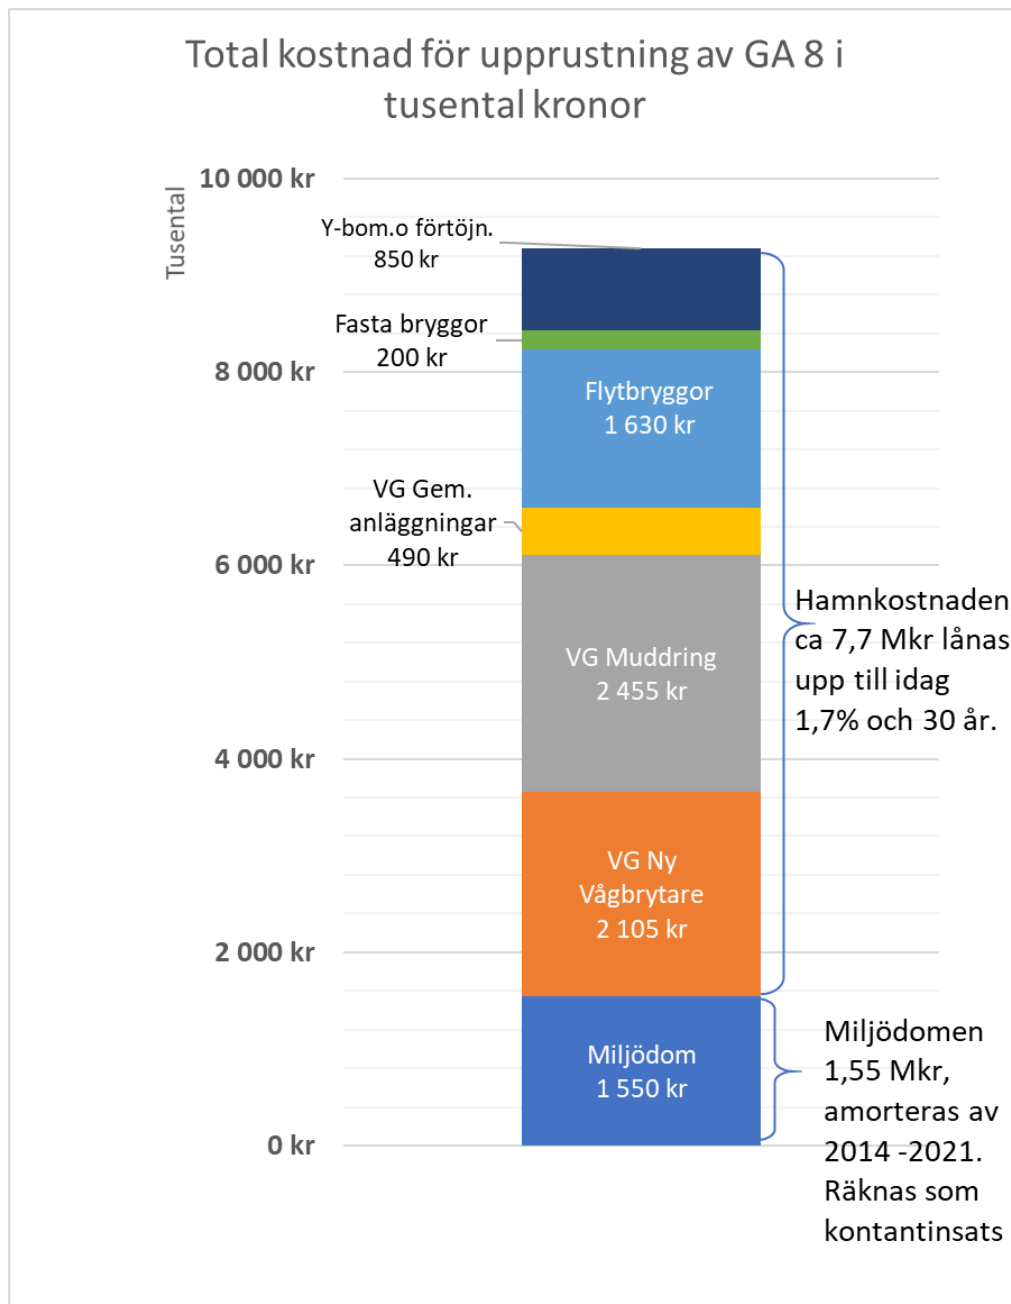 Total kostnad för upprustning av GA 8 i
tusental kronor
Tusental
10 000 kr
8 000 kr
6 000 kr
4 000 kr
2 000 kr
0 kr
Y-bom.o förtöjn.
850 kr
Fasta bryggor
200 kr
Flytbryggor
1 630 kr
VG Gem.
anläggningar
490 kr
VG Muddring
2 455 kr
VG Ny
Vågbrytare
2 105 kr
Miljödom
1 550 kr
Hamnkostnaden
ca 7,7 Mkr lånas
upp till idag
1,7% och 30 år.
Miljödomen
1,55 Mkr,
amorteras av
2014 -2021.
Räknas som
kontantinsats